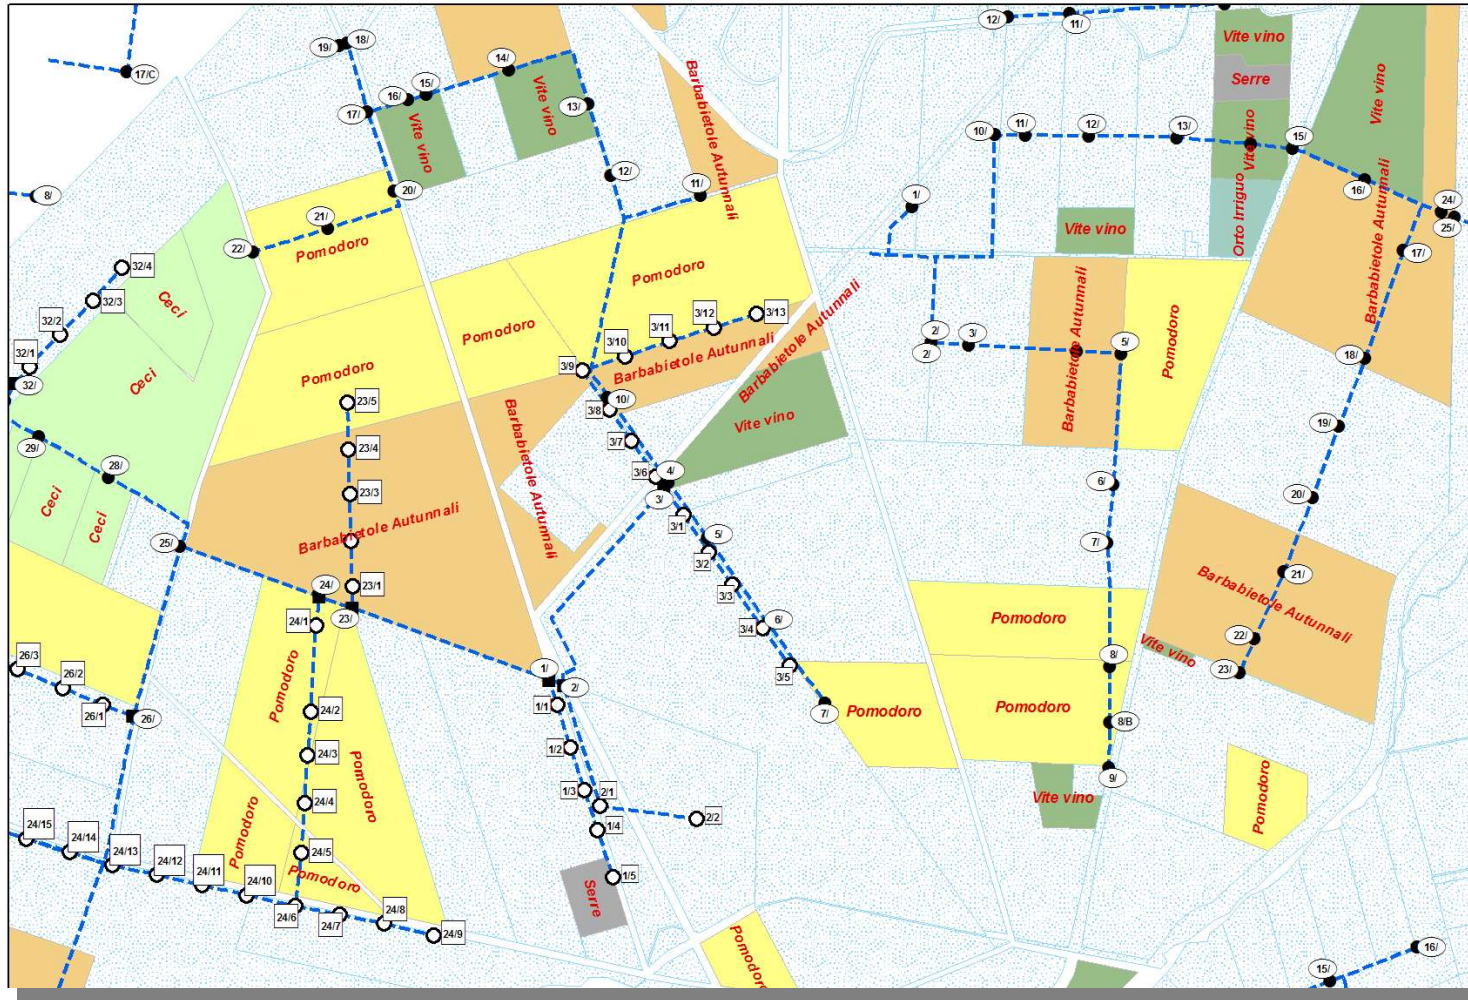 12/
11/
18/
19/
17/C
14/
15/
16/
17/
13/
Vite vino
Vite vino
Barbabietole Autunnali
12/
11/
20/
21/
22/
Pomodoro
8/
Vite vino
Serre
Vite vino
Vite vino
10/
11/
12/
13/
15/
16/
24/
25/
17/
Barbabietole Autunnali
Orto Irriguo
Vite vino
1/
32/4
32/3
32/2
32/1
32/
Ceci
Ceci
Pomodoro
Pomodoro
Pomodoro
3/13
3/12
3/11
3/10
3/9
Barbabietole Autunnali
Barbabietole Autunnali
10/
3/8
3/7
3/6
4/
3/
Vite vino
2/
2/
3/
5/
Barbabietole Autunnali
Pomodoro
18/
19/
20/
21/
22/
23/
Barbabietole Autunnali
Vite vino
29/
28/
Ceci
Ceci
25/
23/5
23/4
23/3
Barbabietole Autunnali
Barbabietole Autunnali
23/1
24/
23/
24/1
3/1
5/
3/2
3/3
3/4
6/
3/5
7/
Pomodoro
6/
7/
Pomodoro
8/
Pomodoro
8/B
9/
Vite vino
Pomodoro
26/3
26/2
26/1
26/
Pomodoro
24/2
24/3
24/4
24/5
Pomodoro
Pomodoro
Pomodoro
1/
2/
1/1
1/2
1/3
2/1
1/4
2/2
1/5
Serre
24/15
24/14
24/13
24/12
24/11
24/10
24/6
24/7
24/8
24/9
Pomodoro
15/
16/